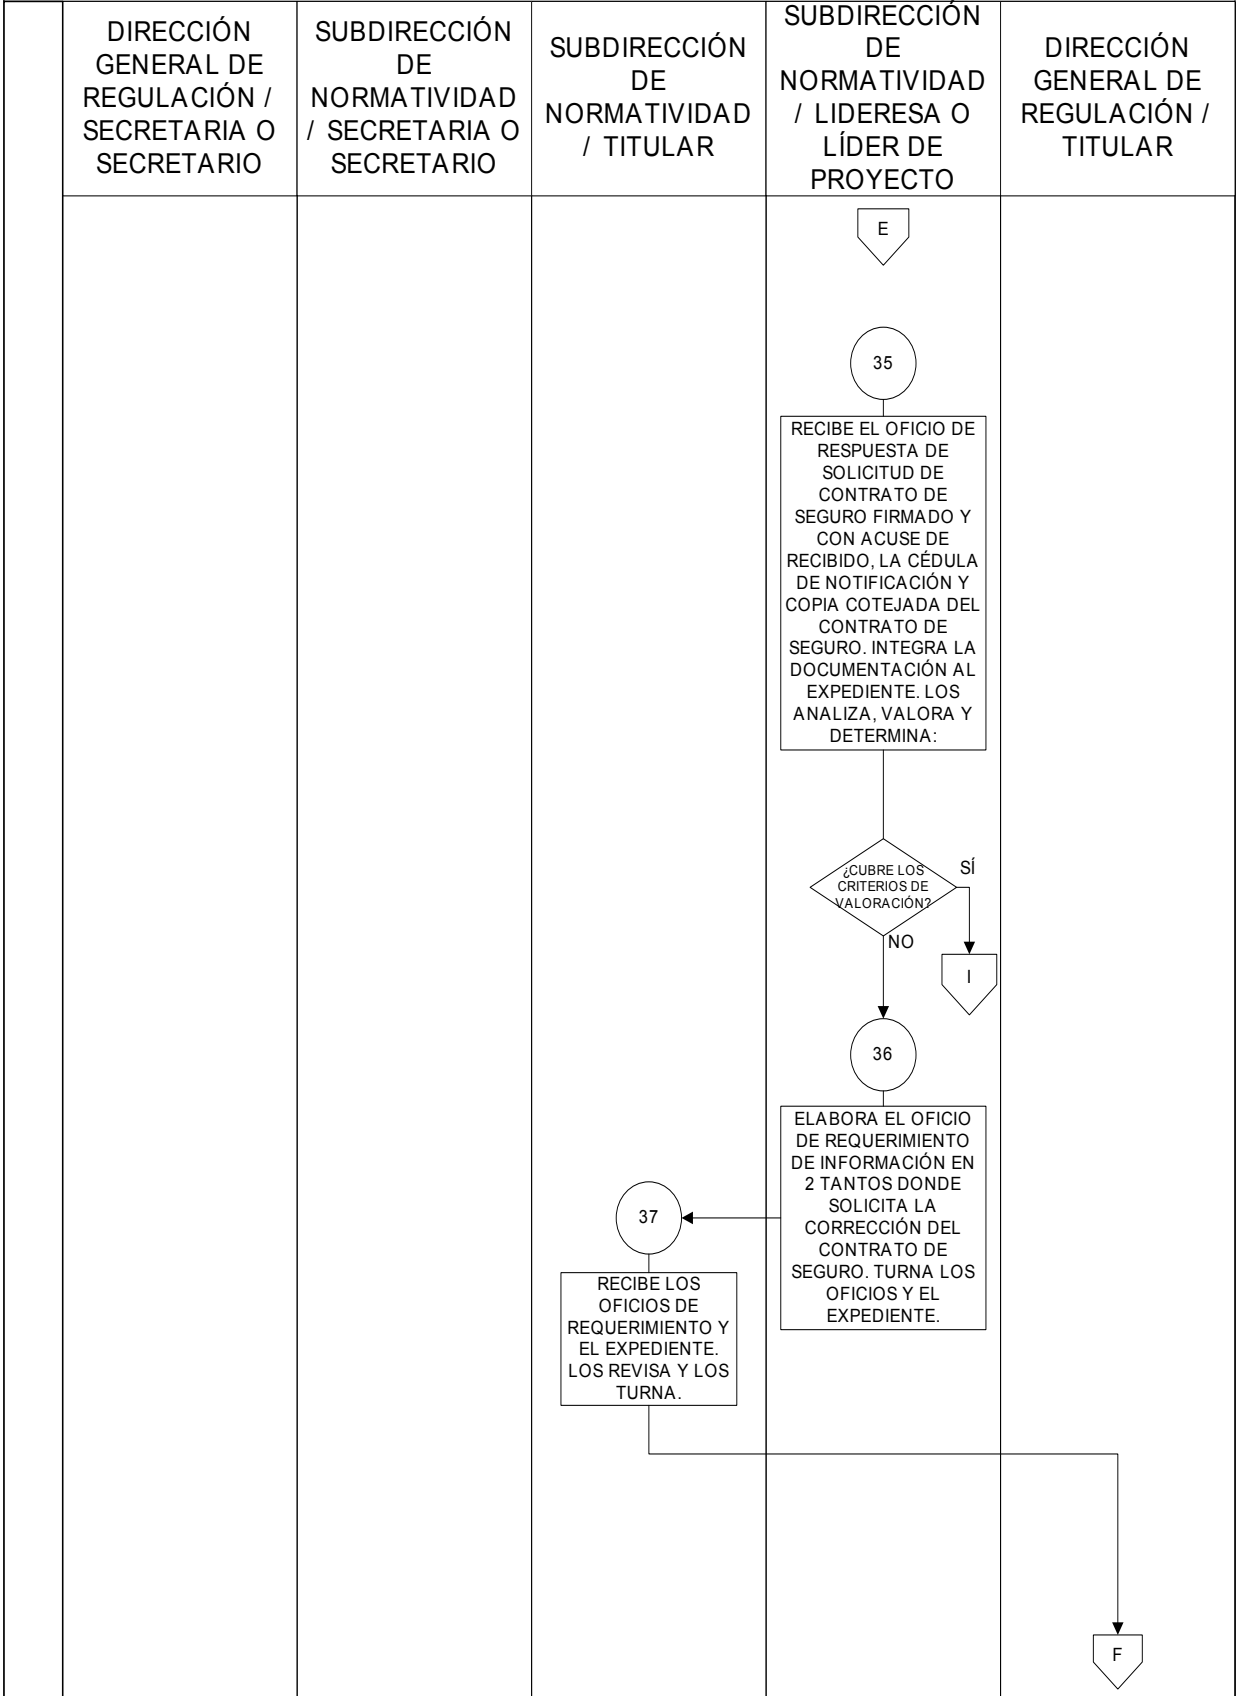 DIRECCIÓN
GENERAL DE
REGULACIÓN /
SECRETARIA O
SECRETARIO
SUBDIRECCIÓN
DE
NORMATIVIDAD
/ SECRETARIA O
SECRETARIO
SUBDIRECCIÓN
DE
NORMATIVIDAD
/ TITULAR
SUBDIRECCIÓN
DE
NORMATIVIDAD
/ LIDERESA O
LÍDER DE
PROYECTO
DIRECCIÓN
GENERAL DE
REGULACIÓN /
TITULAR
E
35
RECIBE EL OFICIO DE
RESPUESTA DE
SOLICITUD DE
CONTRATO DE
SEGURO FIRMADO Y
CON ACUSE DE
RECIBIDO, LA CÉDULA
DE NOTIFICACIÓN Y
COPIA COTEJADA DEL
CONTRATO DE
SEGURO. INTEGRA LA
DOCUMENTACIÓN AL
EXPEDIENTE. LOS
ANALIZA, VALORA Y
DETERMINA:
¿CUBRE LOS
CRITERIOS DE
VALORACIÓN?
SÍ
NO
I
36
ELABORA EL OFICIO
DE REQUERIMIENTO
DE INFORMACIÓN EN
2 TANTOS DONDE
SOLICITA LA
CORRECCIÓN DEL
CONTRATO DE
SEGURO. TURNA LOS
OFICIOS Y EL
EXPEDIENTE.
37
RECIBE LOS
OFICIOS DE
REQUERIMIENTO Y
EL EXPEDIENTE.
LOS REVISA Y LOS
TURNA.
F